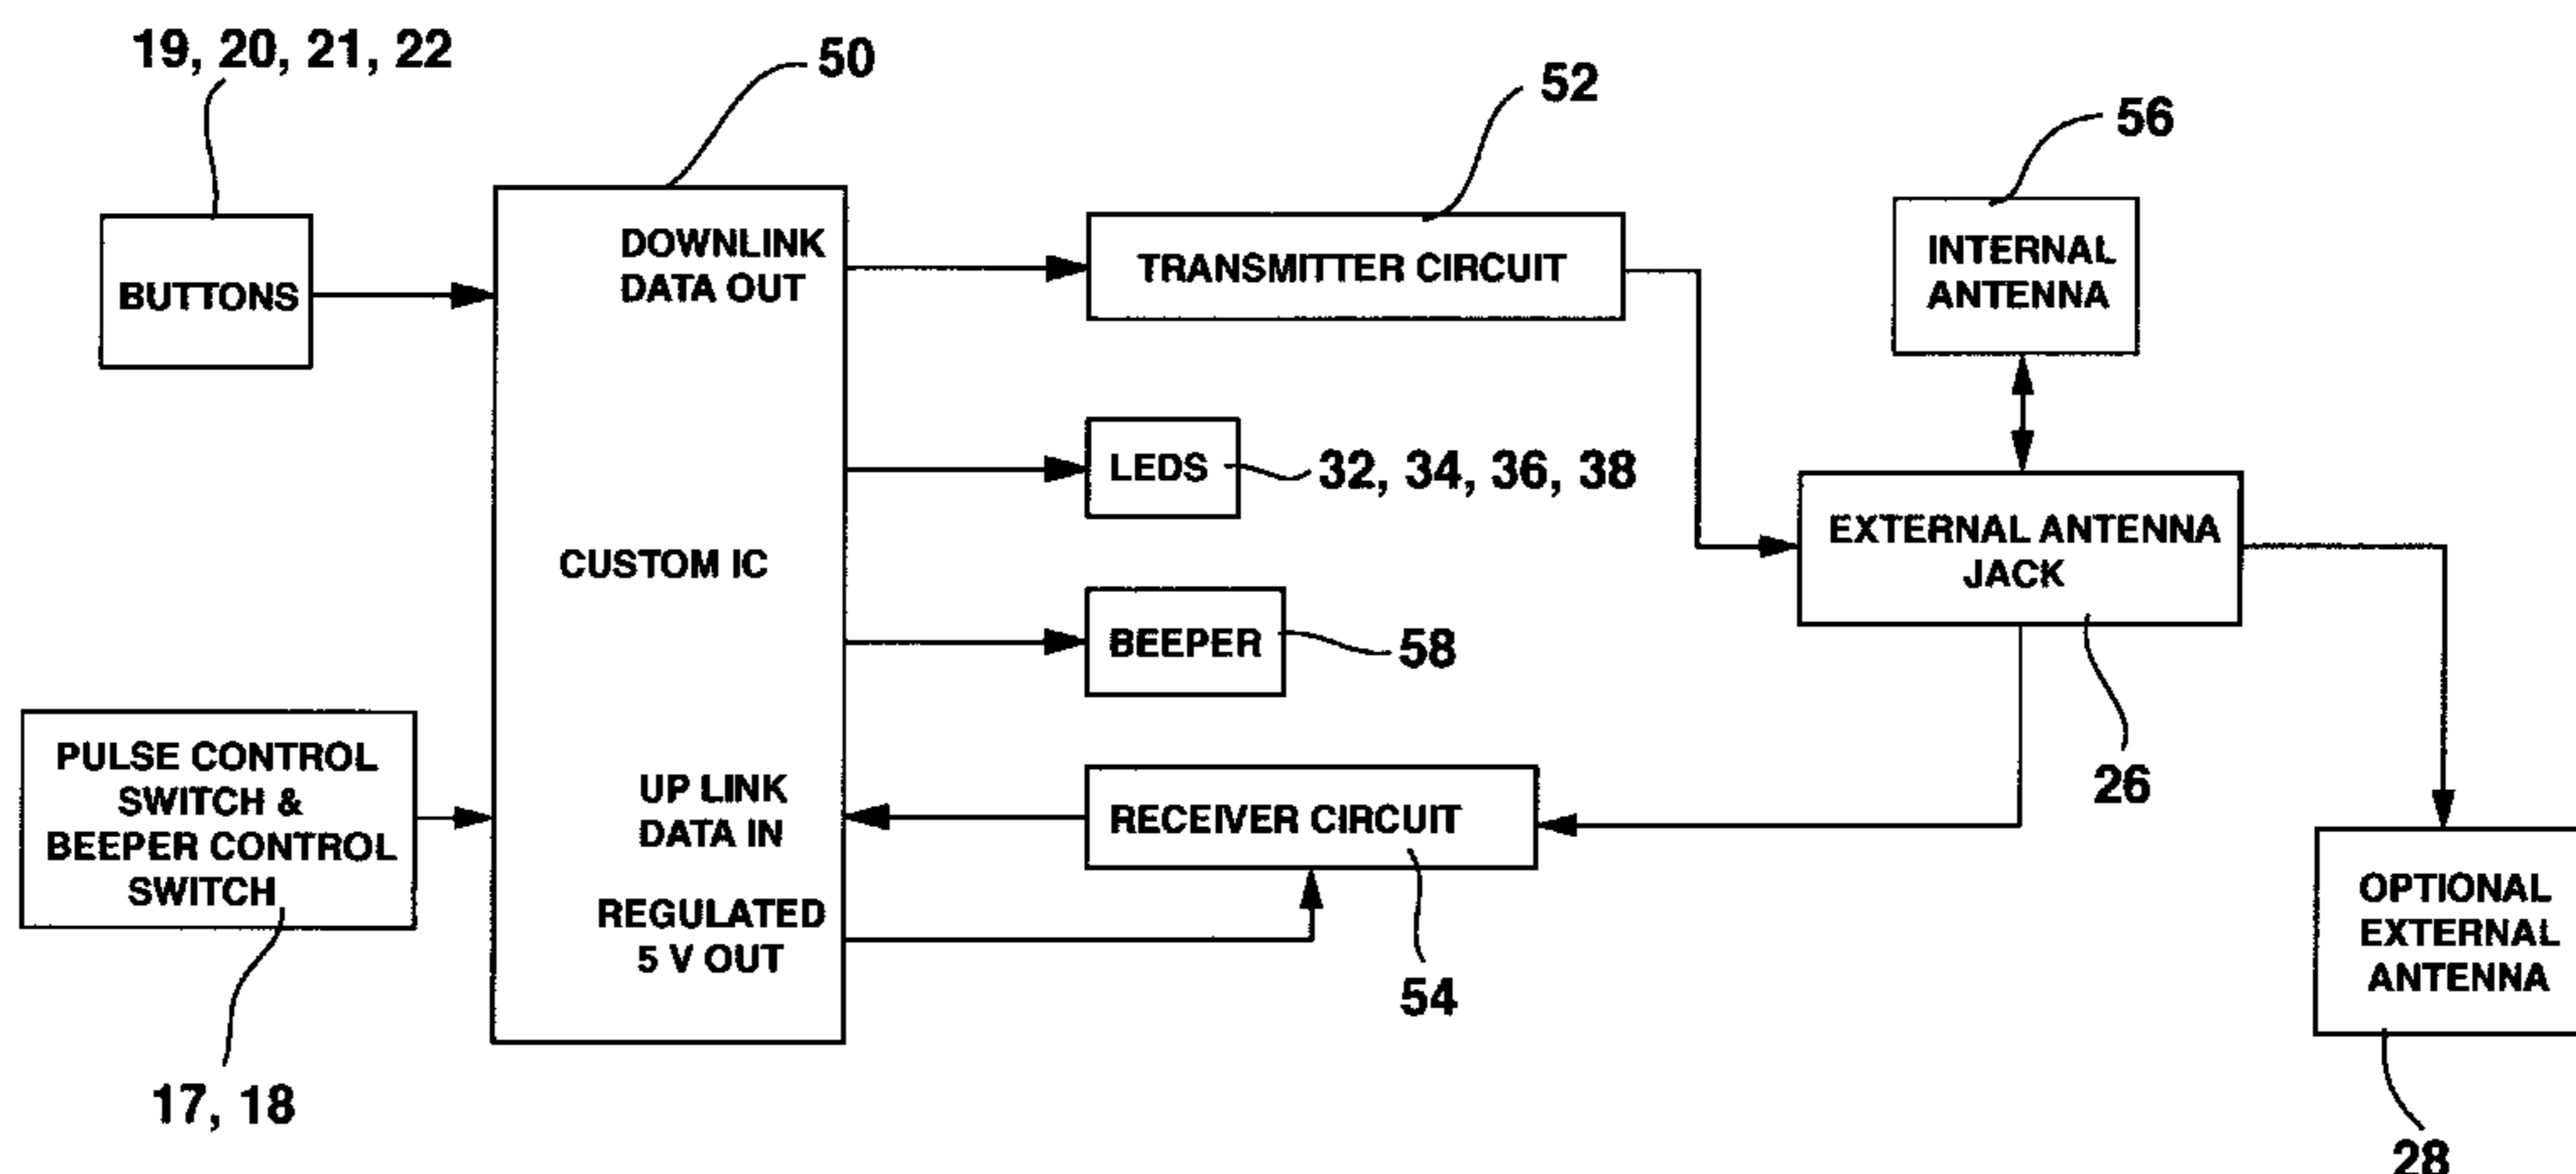 19, 20, 21, 22
50
52
56
BUTTONS
DOWNLINK
DATA OUT
TRANSMITTER CIRCUIT
INTERNAL
ANTENNA
LEDS
32, 34, 36, 38
CUSTOM IC
EXTERNAL ANTENNA
JACK
BEEPER
58
26
PULSE CONTROL
SWITCH &
BEEPER CONTROL
SWITCH
17, 18
UP LINK
DATA IN
RECEIVER CIRCUIT
54
REGULATED
5 V OUT
OPTIONAL
EXTERNAL
ANTENNA
28